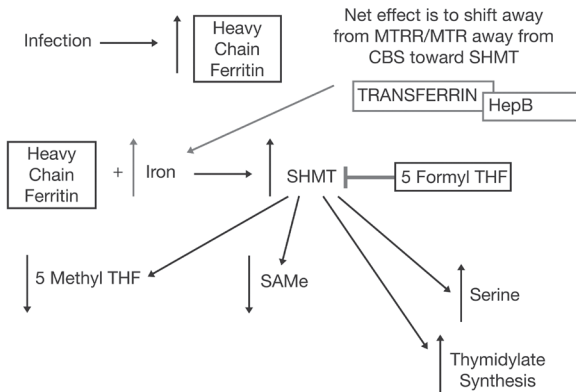 Infection
Heavy
Chain
Ferritin
Net effect is to shift away
from MTRR/MTR away from
CBS toward SHMT
TRANSFERRIN
HepB
Heavy
Chain
Ferritin
+
Iron
SHMT
5 Formyl THF
5 Methyl THF
SAMe
Serine
Thymidylate
Synthesis